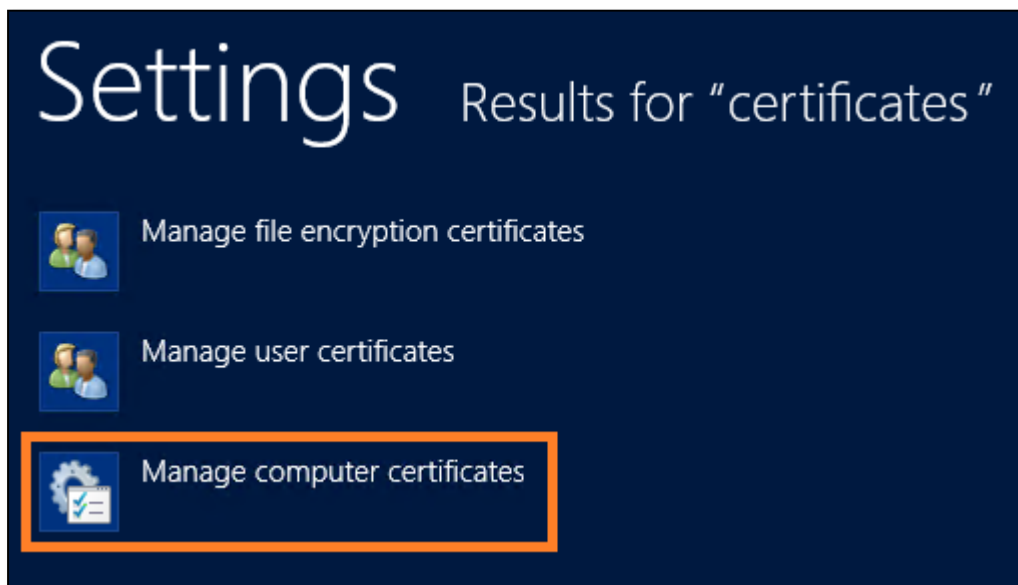 Settings Results for "certificates"
Manage file encryption certificates
Manage user certificates
Manage computer certificates